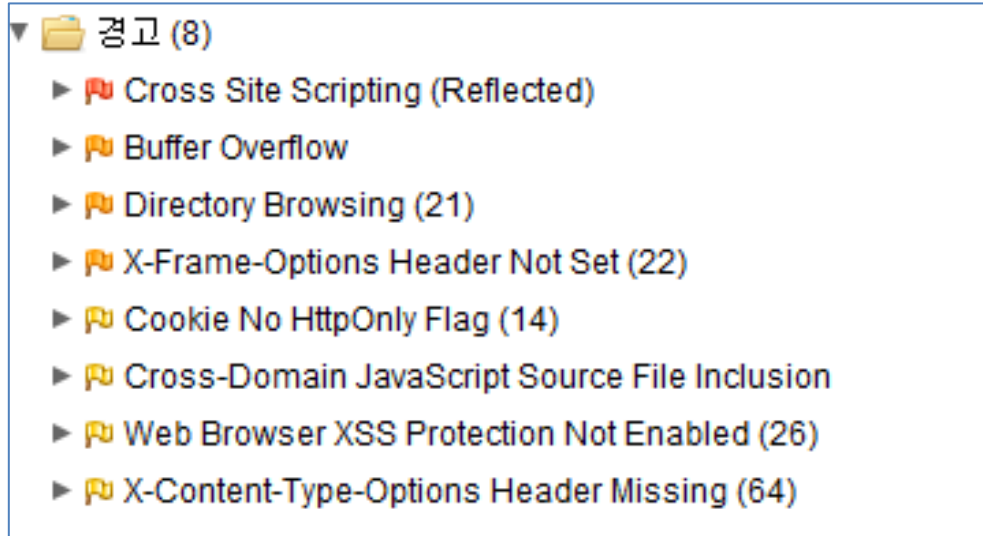 경고 (8)
Cross Site Scripting (Reflected)
Buffer Overflow
Directory Browsing (21)
X-Frame-Options Header Not Set (22)
Cookie No HttpOnly Flag (14)
Cross-Domain JavaScript Source File Inclusion
Web Browser XSS Protection Not Enabled (26)
X-Content-Type-Options Header Missing (64)